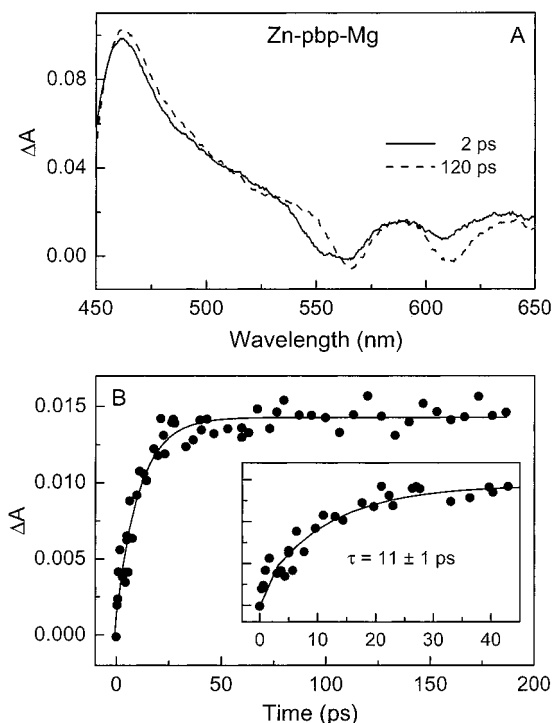 Zn-pbp-Mg
A
0.08
0.04
0.00
ΔA
2 ps
120 ps
450 500 550 600 650
Wavelength (nm)
B
0.015
0.010
0.005
0.000
ΔA
τ = 11 ± 1 ps
0 10 20 30 40
0 50 100 150 200
Time (ps)